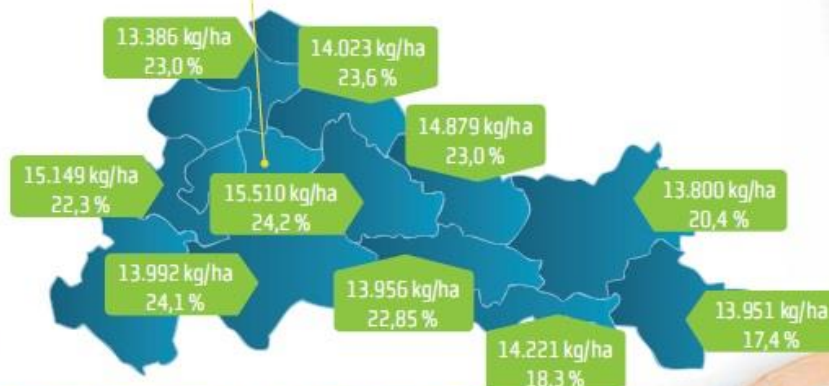 13.386 kg/ha
23,0 %
14.023 kg/ha
23,6 %
14.879 kg/ha
23,0 %
15.149 kg/ha
22,3 %
15.510 kg/ha
24,2 %
13.800 kg/ha
20,4 %
13.992 kg/ha
24,1 %
13.956 kg/ha
22,85 %
13.951 kg/ha
17,4 %
14.221 kg/ha
18,3 %